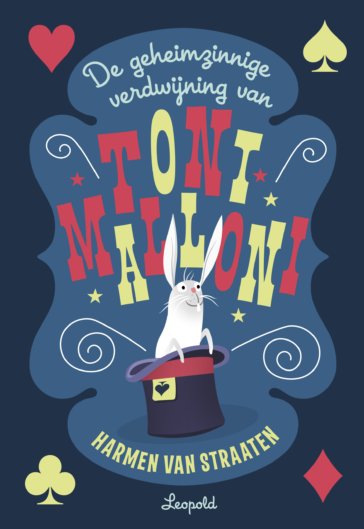 De geheimzinnige
verdwijning van
TONI
MALLONI
HARMEN VAN STRAATEN
Leopold